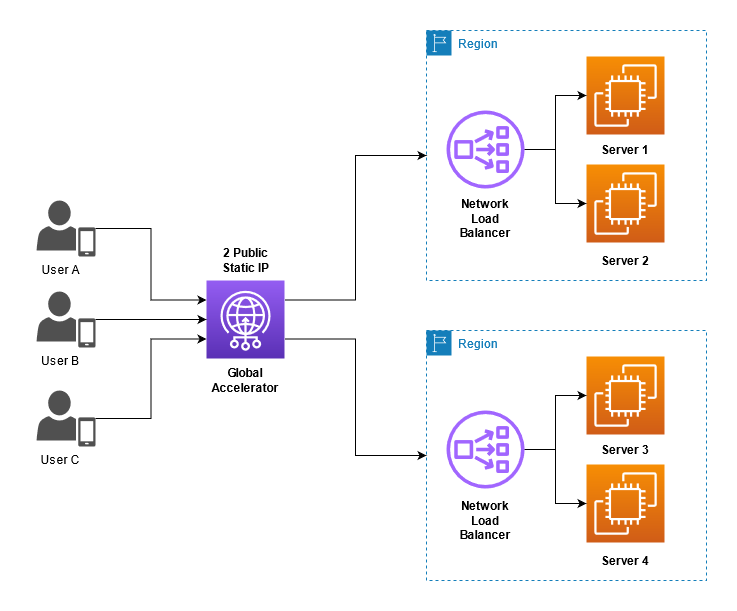 User A
User B
User C
2 Public
Static IP
Global
Accelerator
Region
Network
Load
Balancer
Server 1
Server 2
Region
Network
Load
Balancer
Server 3
Server 4